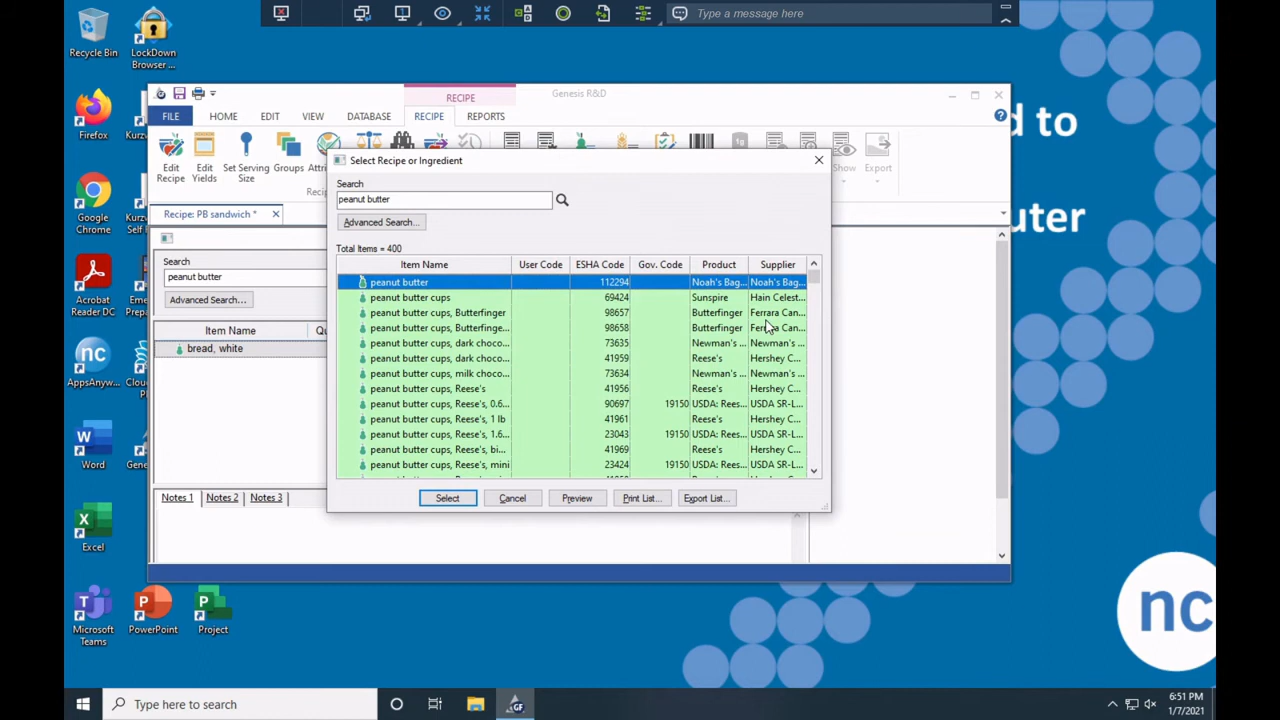 Type a message
Recycle Bin
LockDown
Browser ...
Firefox
Google
Chrome
Acrobat
Reader DC
AppsAnyw...
Word
Excel
Microsoft
Teams
PowerPoint
Project
d to
uter
nc
RECIPE
Genesis R&D
FILE
HOME
EDIT
VIEW
DATABASE
RECIPE
REPORTS
Edit
Recipe
Edit
Yields
Set Serving
Size
Groups
Show
Export
Recipe: PB sandwich *
Search
peanut butter
Advanced Search...
Item Name
bread, white
Notes 1
Notes 2
Notes 3
Select Recipe or Ingredient
Search
peanut butter
Advanced Search...
Total Items = 400
Item Name User Code ESHA Code Gov. Code Product Supplier
peanut butter 112294 Noah's Bag... Noah's Bag...
peanut butter cups 69424 Sunspire Hain Celest...
peanut butter cups, Butterfinger 98657 Butterfinger Ferrara Can...
peanut butter cups, Butterfinge... 98658 Butterfinger Ferrara Can...
peanut butter cups, dark choco... 73635 Newman's ... Newman's ...
peanut butter cups, dark choco... 41959 Reese's Hershey C...
peanut butter cups, milk choco... 73634 Newman's ... Newman's ...
peanut butter cups, Reese's 41956 Reese's Hershey C...
peanut butter cups, Reese's, 0.6... 90697 19150 USDA: Rees... USDA SR-L...
peanut butter cups, Reese's, 1 lb 41961 Reese's Hershey C...
peanut butter cups, Reese's, 1.6... 23043 19150 USDA: Rees... USDA SR-L...
peanut butter cups, Reese's, bi... 41969 Reese's Hershey C...
peanut butter cups, Reese's, mini 23424 19150 USDA: Rees... USDA SR-L...
Select
Cancel
Preview
Print List...
Export List...
Type here to search
GF
6:51 PM
1/7/2021